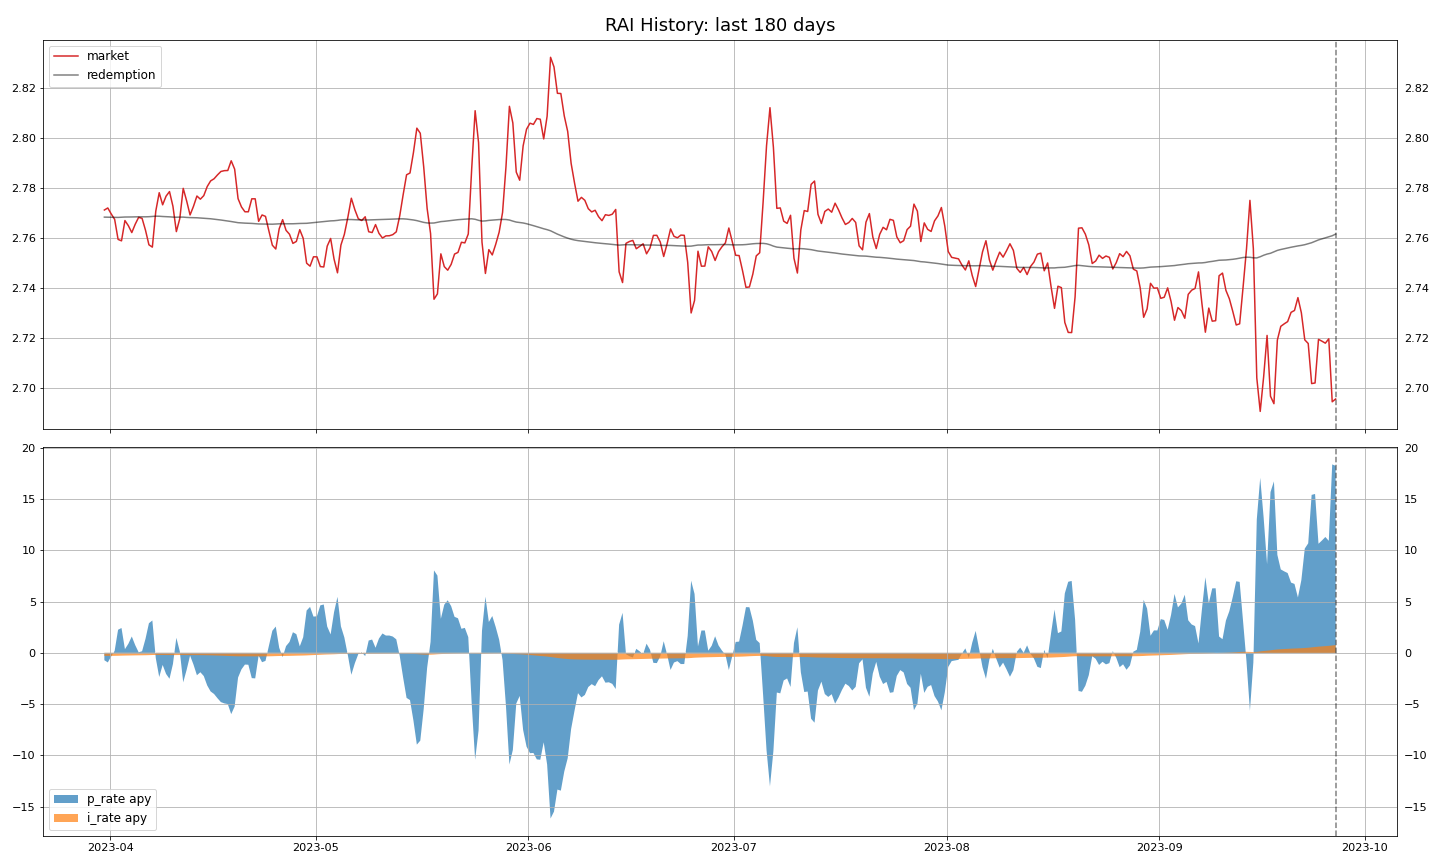 RAI History: last 180 days
market
redemption
2.82 2.82
2.80 2.80
2.78 2.78
2.76 2.76
2.74 2.74
2.72 2.72
2.70 2.70
20 20
15 15
10 10
5 5
0 0
−5 −5
−10 −10
−15 −15
p_rate apy
i_rate apy
2023-04 2023-05 2023-06 2023-07 2023-08 2023-09 2023-10